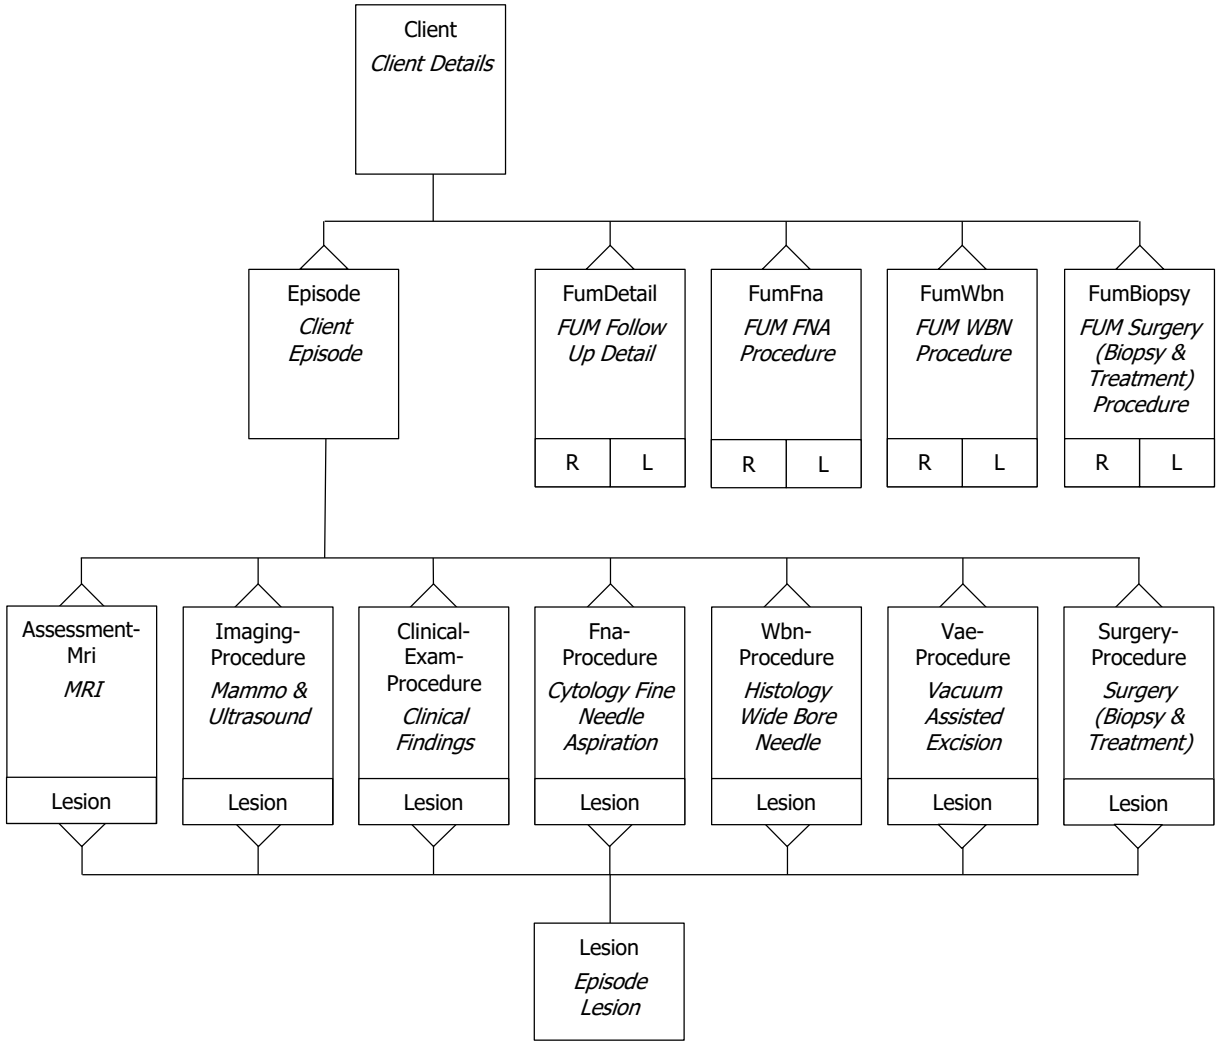 Client
Client Details
Episode
Client
Episode
FumDetail
FUM Follow
Up Detail
R L
FumFna
FUM FNA
Procedure
R L
FumWbn
FUM WBN
Procedure
R L
FumBiopsy
FUM Surgery
(Biopsy &
Treatment)
Procedure
R L
Assessment-
Mri
MRI
Lesion
Imaging-
Procedure
Mammo &
Ultrasound
Lesion
Clinical-
Exam-
Procedure
Clinical
Findings
Lesion
Fna-
Procedure
Cytology Fine
Needle
Aspiration
Lesion
Wbn-
Procedure
Histology
Wide Bore
Needle
Lesion
Vae-
Procedure
Vacuum
Assisted
Excision
Lesion
Surgery-
Procedure
Surgery
(Biopsy &
Treatment)
Lesion
Lesion
Episode
Lesion